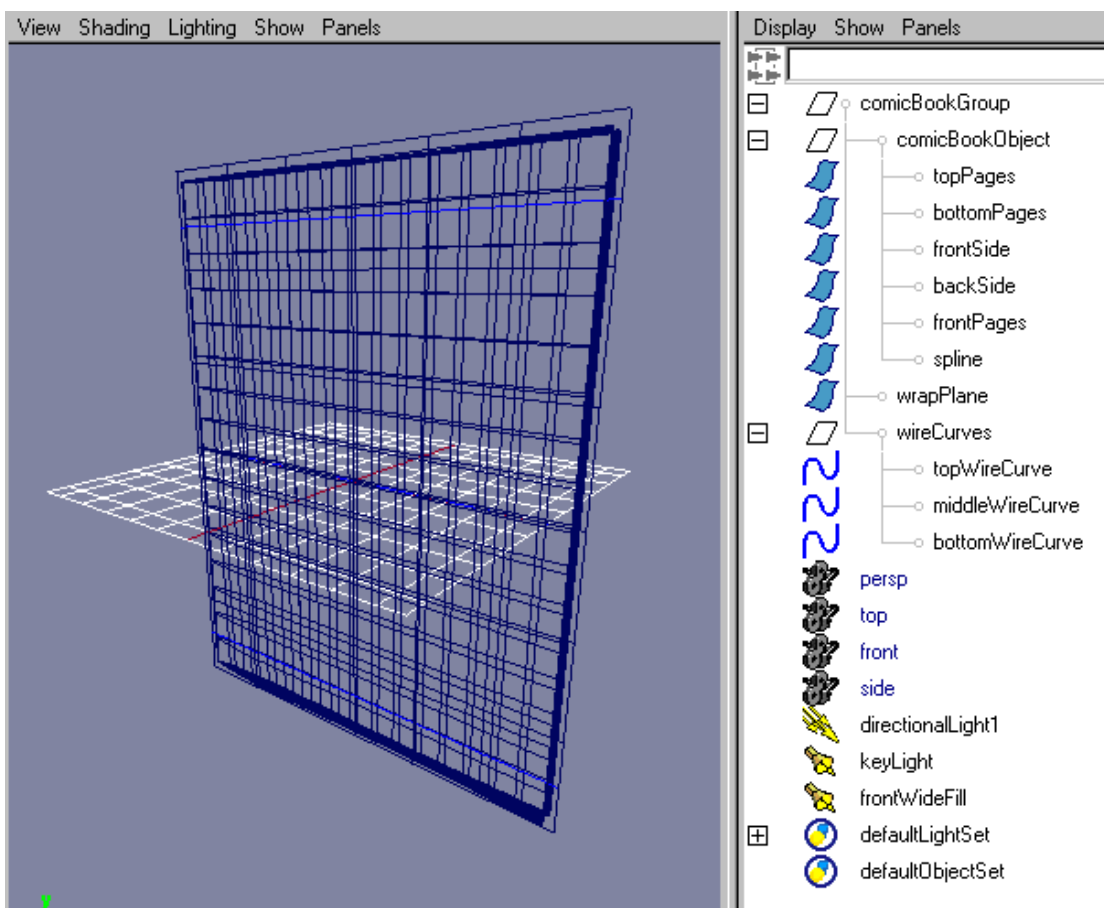 View Shading Lighting Show Panels
Display Show Panels
comicBookGroup
comicBookObject
topPages
bottomPages
frontSide
backSide
frontPages
spline
wrapPlane
wireCurves
topWireCurve
middleWireCurve
bottomWireCurve
persp
top
front
side
directionalLight1
keyLight
frontWideFill
defaultLightSet
defaultObjectSet
y